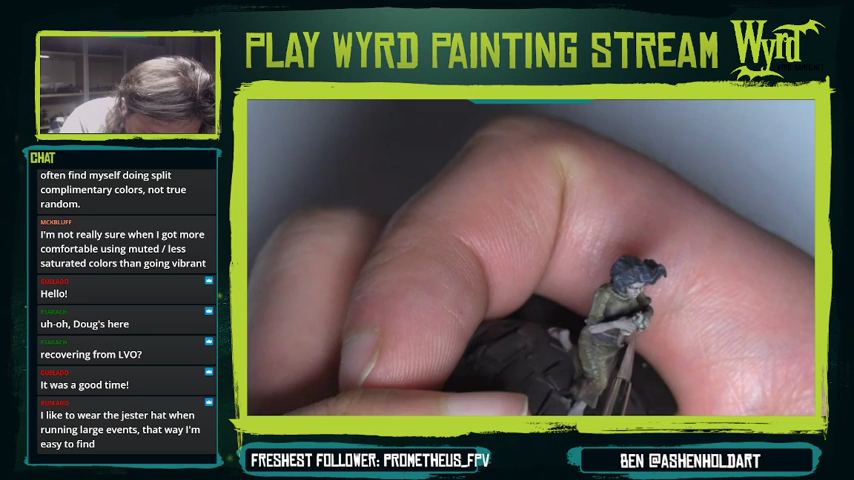 PLAY WYRD PAINTING STREAM
Wyrd
CHAT
often find myself doing split
complimentary colors, not true
random.
MCKBLUFF
I'm not really sure when I got more
comfortable using muted / less
saturated colors than going vibrant
Hello!
uh-oh, Doug's here
recovering from LVO?
It was a good time!
I like to wear the jester hat when
running large events, that way I'm
easy to find
FRESHEST FOLLOWER: PROMETHEUS_FPV
BEN @ASHENHOLDART